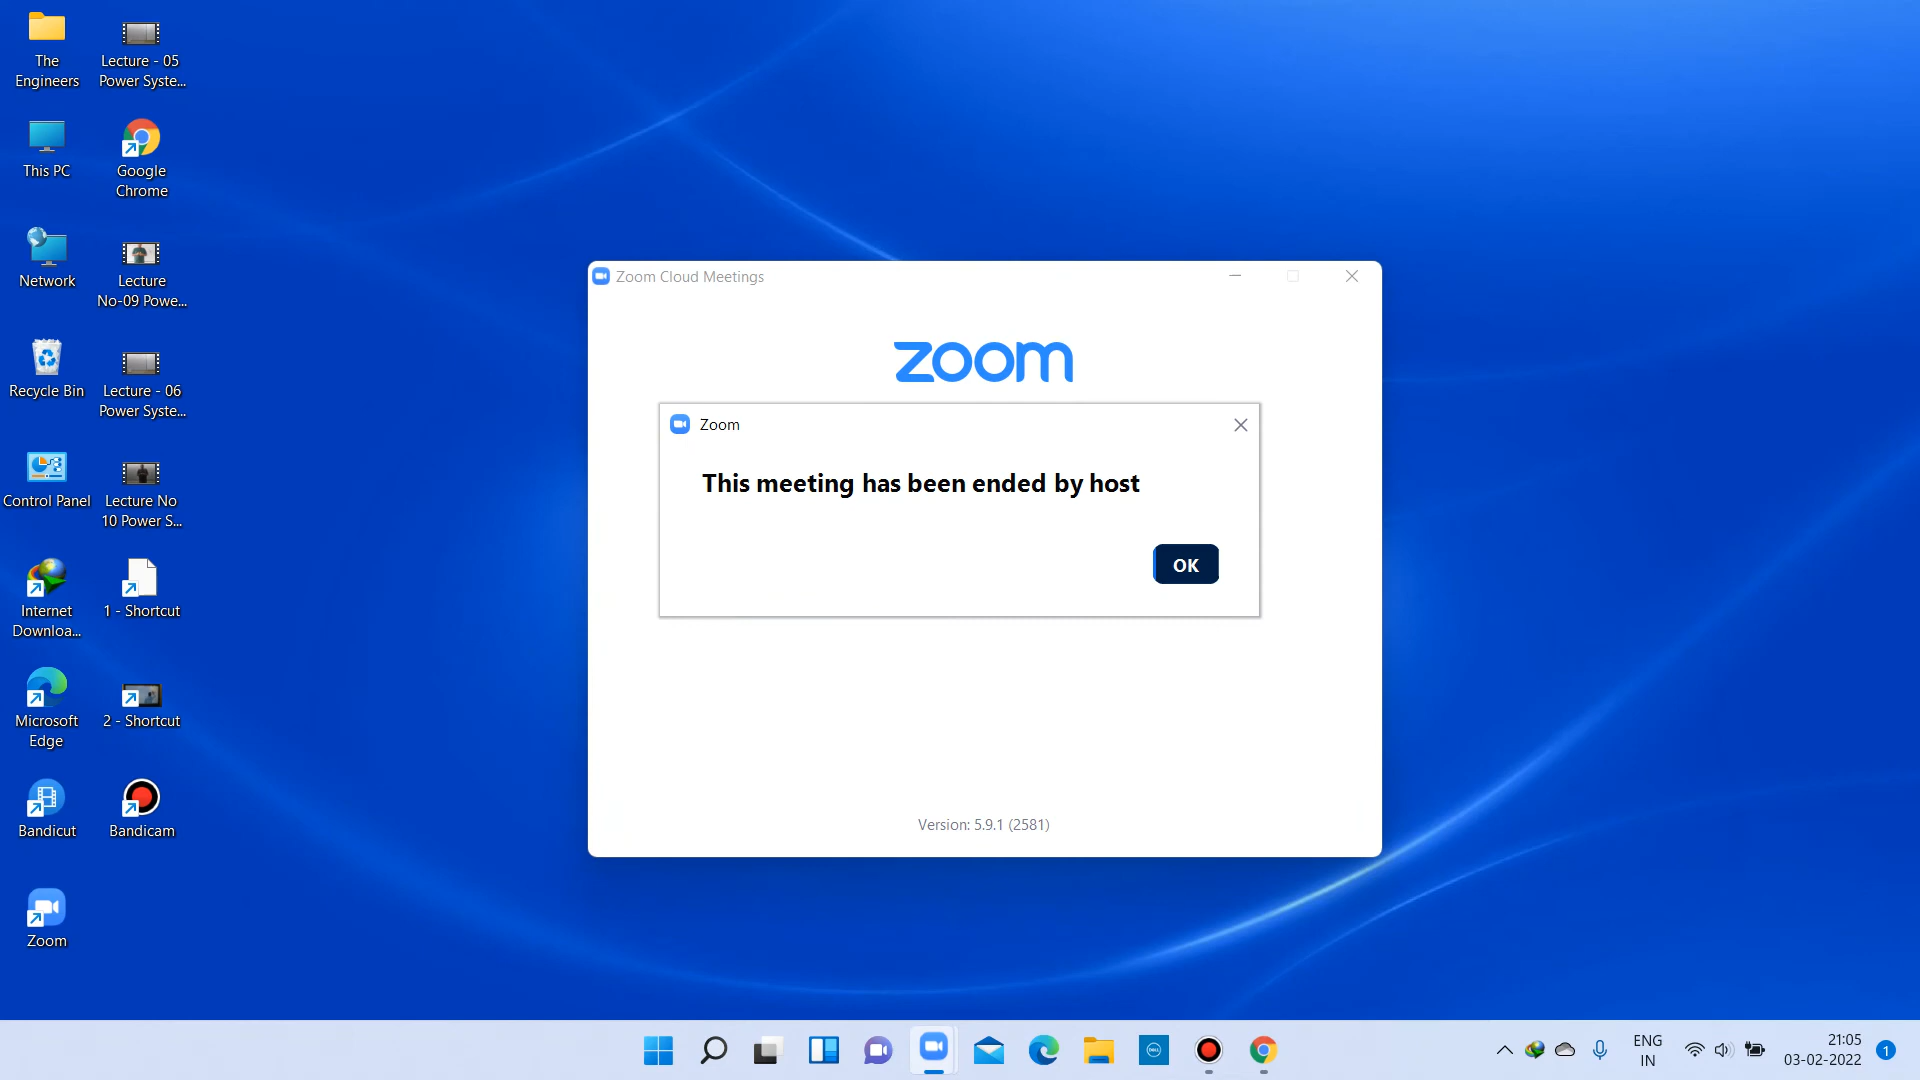 The
Engineers
Lecture - 05
Power Syste...
This PC
Google
Chrome
Network
Lecture
No-09 Powe...
Recycle Bin
Lecture - 06
Power Syste...
Control Panel
Lecture No
10 Power S...
Internet
Downloa...
1 - Shortcut
Microsoft
Edge
2 - Shortcut
Bandicut
Bandicam
Zoom
Zoom Cloud Meetings
zoom
Zoom
This meeting has been ended by host
OK
Version: 5.9.1 (2581)
DELL
ENG
IN
21:05
03-02-2022
1